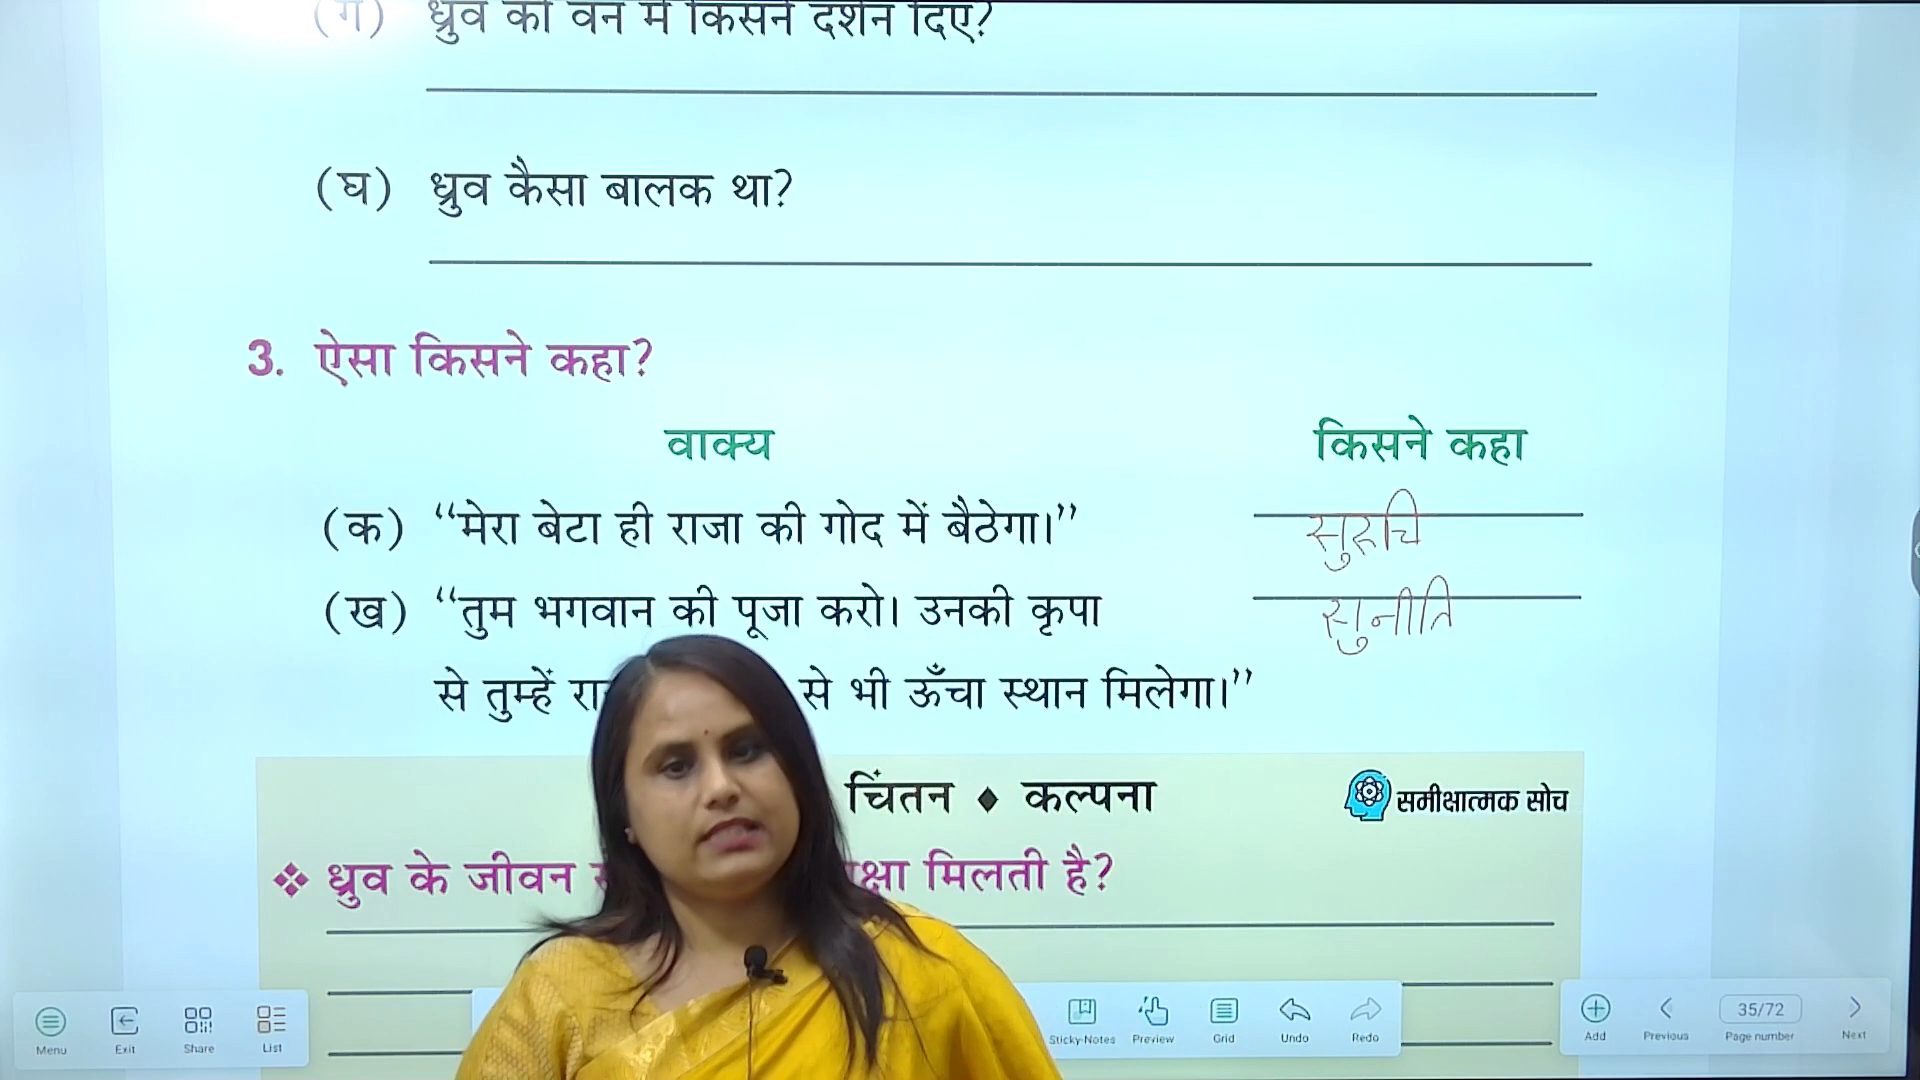 (ग) ध्रुव को वन में किसने दर्शन दिए?
(घ) ध्रुव कैसा बालक था?
3. ऐसा किसने कहा?
वाक्य किसने कहा
(क) “मेरा बेटा ही राजा की गोद में बैठेगा।” सुरुचि
(ख) “तुम भगवान की पूजा करो। उनकी कृपा सुनीति
से तुम्हें से भी ऊँचा स्थान मिलेगा।”
चिंतन ♦ कल्पना समीक्षात्मक सोच
❖ ध्रुव के जीवन मिलती है?
Menu Exit Share List Sticky-Notes Preview Grid Undo Redo Add Previous 35/72 Page number Next